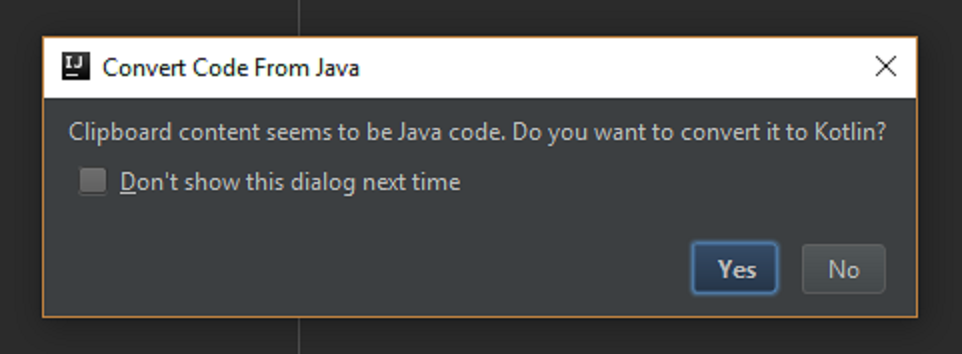 IJ
Convert Code From Java
Clipboard content seems to be Java code. Do you want to convert it to Kotlin?
Don't show this dialog next time
Yes No